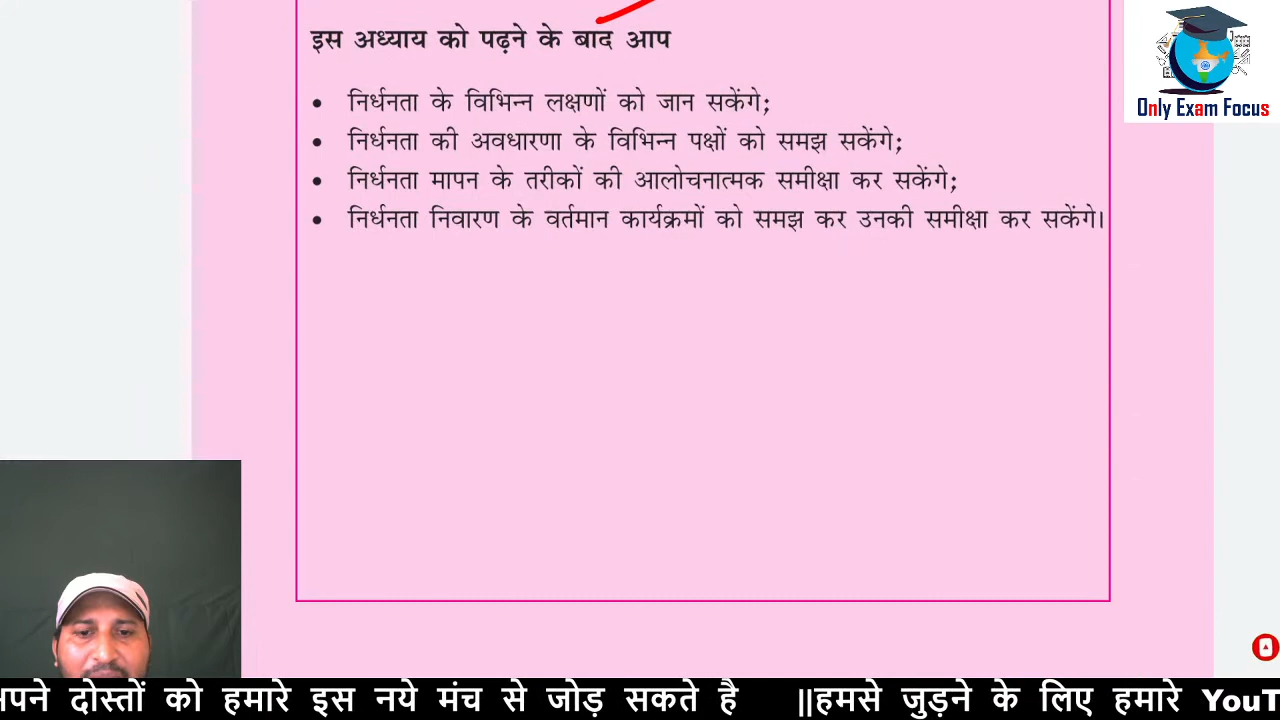 इस अध्याय को पढ़ने के बाद आप
• निर्धनता के विभिन्न लक्षणों को जान सकेंगे;
• निर्धनता की अवधारणा के विभिन्न पक्षों को समझ सकेंगे;
• निर्धनता मापन के तरीकों की आलोचनात्मक समीक्षा कर सकेंगे;
• निर्धनता निवारण के वर्तमान कार्यक्रमों को समझ कर उनकी समीक्षा कर सकेंगे।
Only Exam Focus
दोस्तों को हमारे इस नये मंच से जोड़ सकते है ||हमसे जुड़ने के लिए हमारे